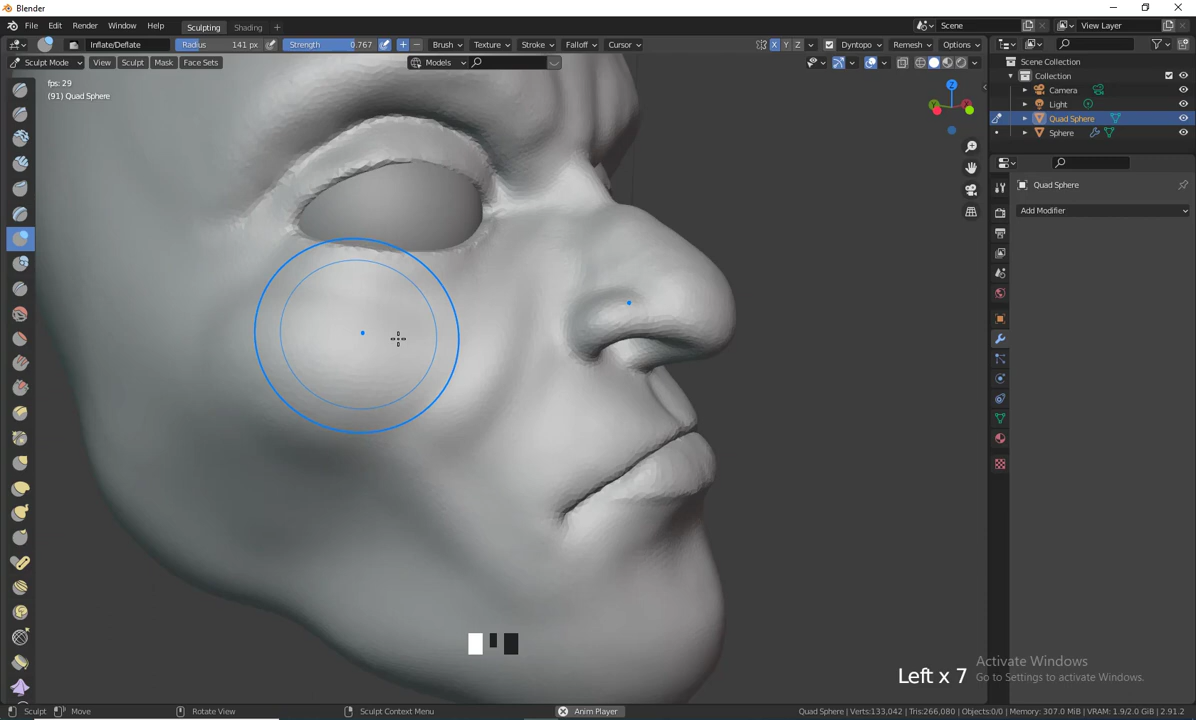 Blender
File Edit Render Window Help Sculpting Shading + Scene View Layer
Inflate/Deflate Radius 141 px Strength 0.767 + − Brush Texture Stroke Falloff Cursor X Y Z Dyntopo Remesh Options
Sculpt Mode View Sculpt Mask Face Sets Models
fps: 29
(91) Quad Sphere
Scene Collection
Collection
Camera
Light
Quad Sphere
Sphere
Quad Sphere
Add Modifier
Left x 7
Activate Windows
Go to Settings to activate Windows.
Sculpt Move Rotate View Sculpt Context Menu Anim Player Quad Sphere | Verts:133,042 | Tris:266,080 | Objects:0/0 | Memory: 307.0 MiB | VRAM: 1.9/2.0 GiB | 2.91.2